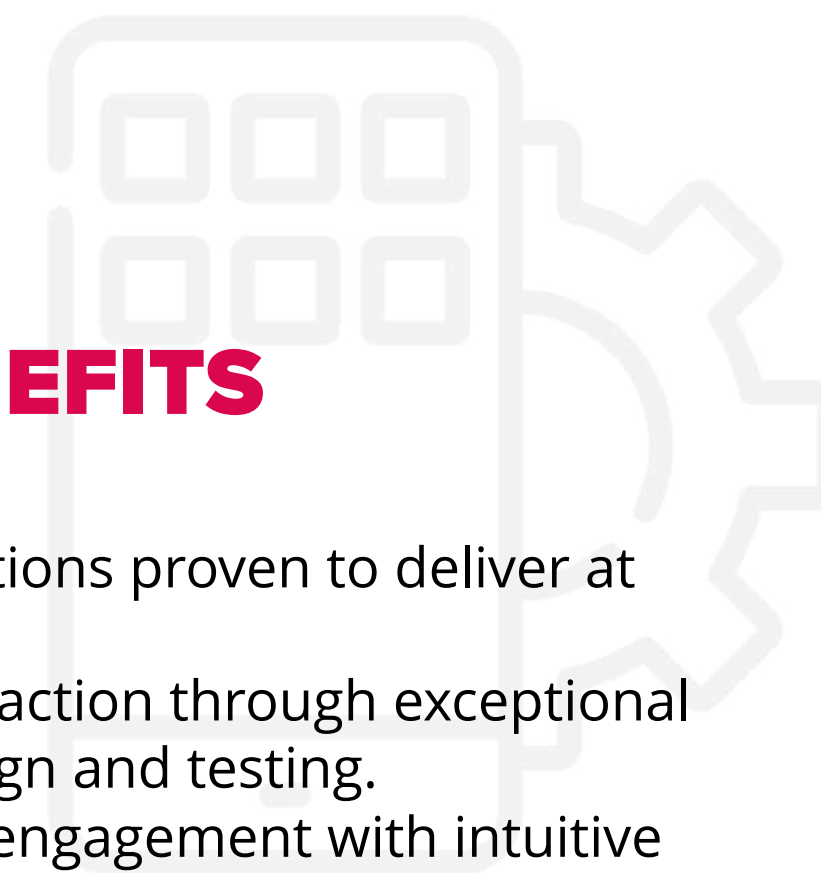 EFITS
tions proven to deliver at
action through exceptional
gn and testing.
engagement with intuitive